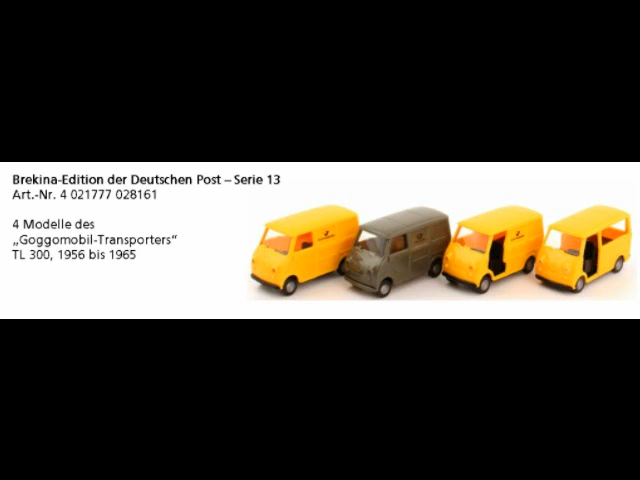 Brekina-Edition der Deutschen Post – Serie 13
Art.-Nr. 4 021777 028161
4 Modelle des
„Goggomobil-Transporters“
TL 300, 1956 bis 1965